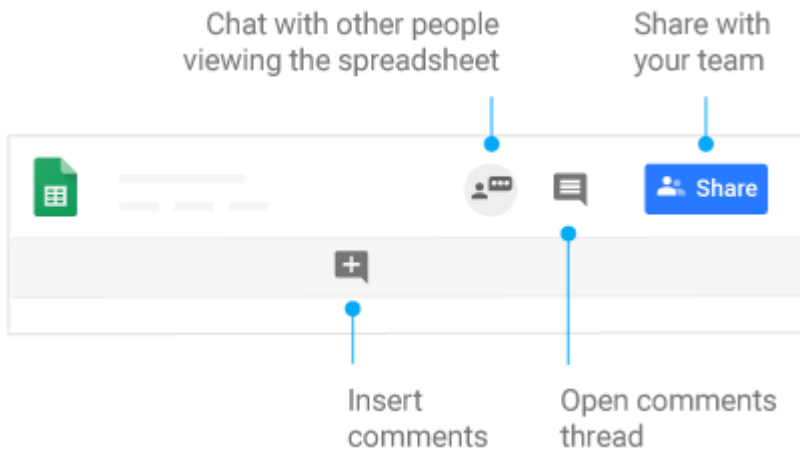 Chat with other people
viewing the spreadsheet
Share with
your team
Share
Insert
comments
Open comments
thread